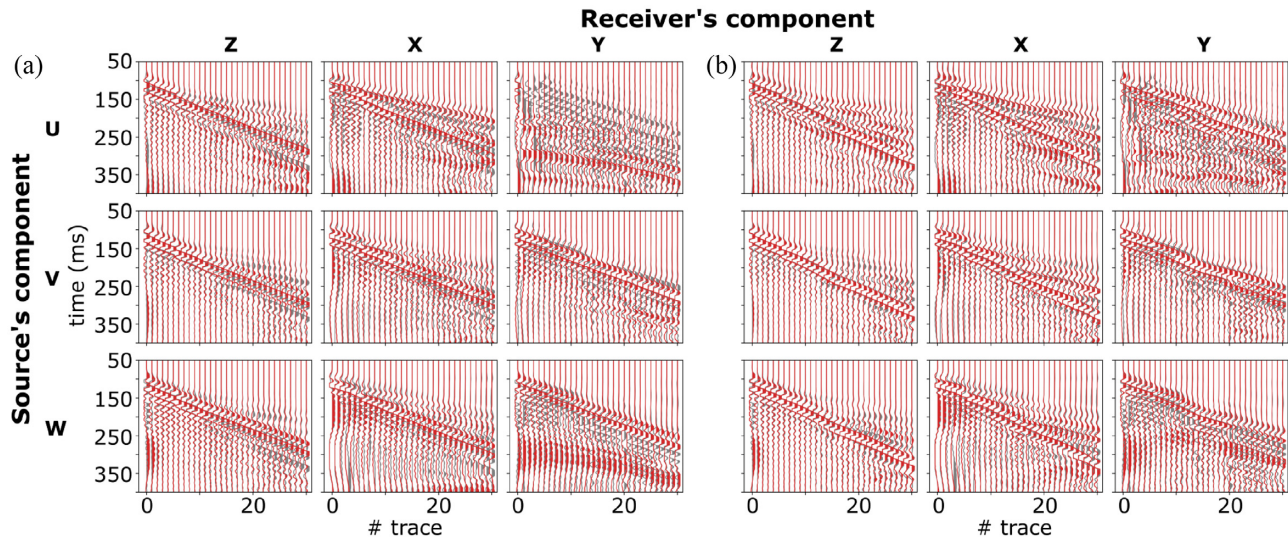 Receiver's component
Z X Y Z X Y
(a) (b)
Source's component
U
V
W
time (ms)
50
150
250
350
50
150
250
350
50
150
250
350
0 20 0 20 0 20 0 20 0 20 0 20
# trace # trace